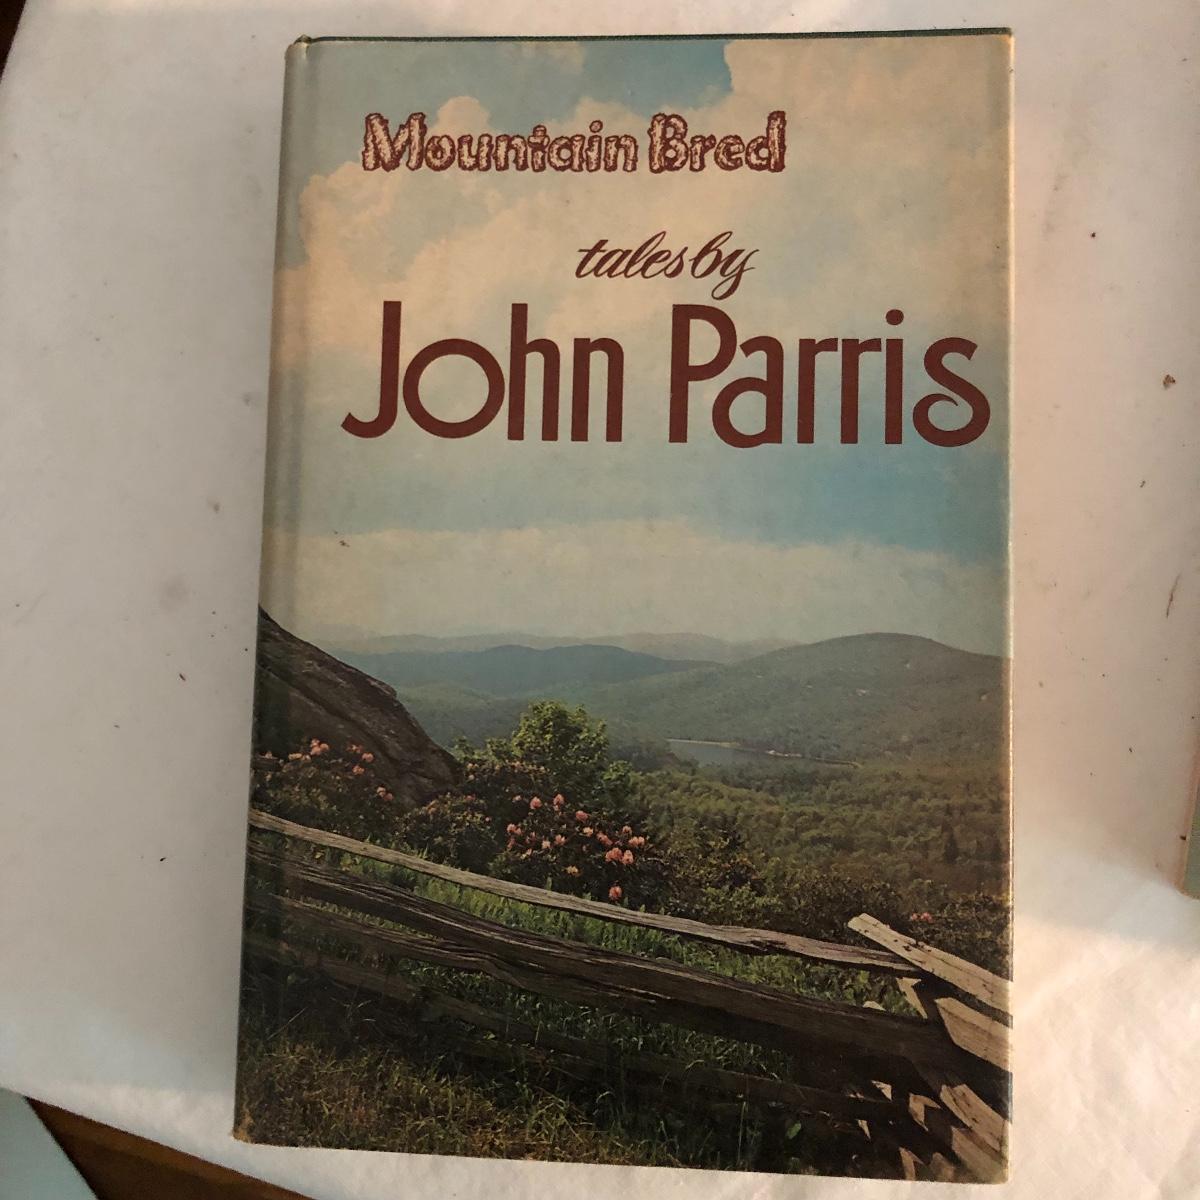 Mountain Bred
tales by
John Parris